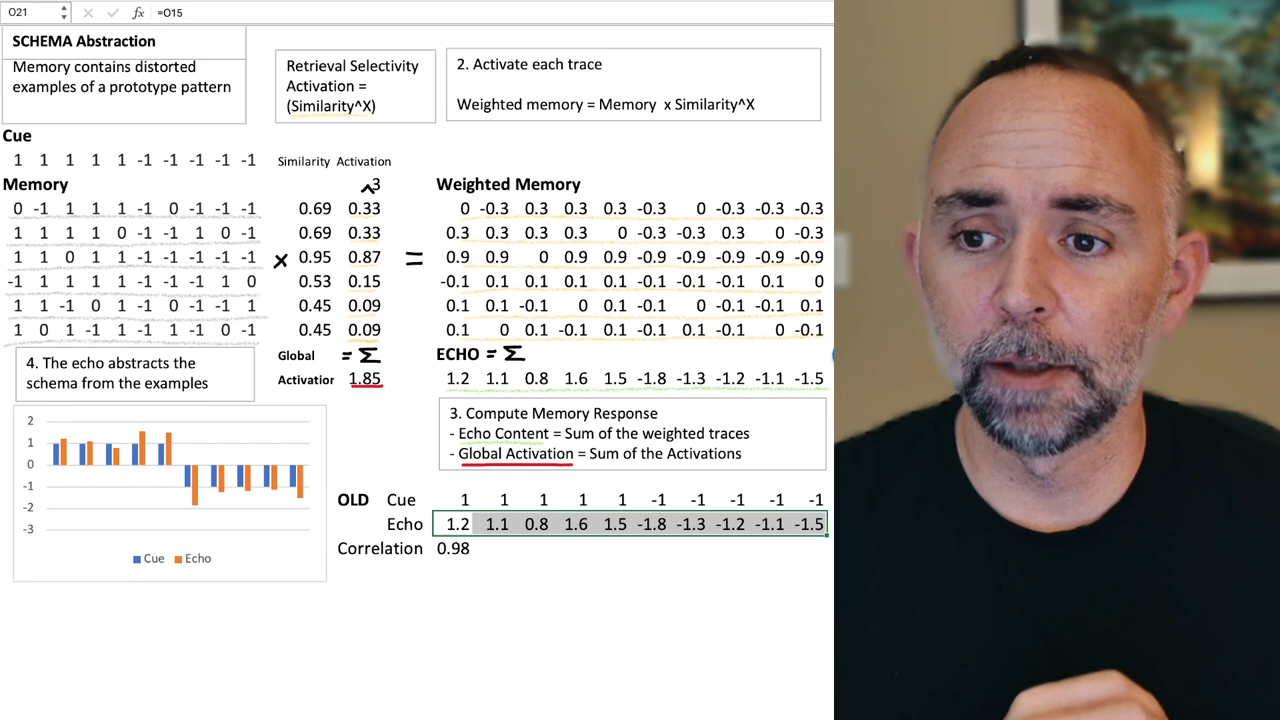 O21 fx =O15
SCHEMA Abstraction
Memory contains distorted
examples of a prototype pattern
Retrieval Selectivity
Activation =
(Similarity^X)
2. Activate each trace
Weighted memory = Memory x Similarity^X
Cue
1 1 1 1 1 -1 -1 -1 -1 -1
Similarity Activation
Memory
^3
Weighted Memory
0 -1 1 1 1 -1 0 -1 -1 -1 0.69 0.33 0 -0.3 0.3 0.3 0.3 -0.3 0 -0.3 -0.3 -0.3
1 1 1 1 0 -1 -1 1 0 -1 0.69 0.33 0.3 0.3 0.3 0.3 0 -0.3 -0.3 0.3 0 -0.3
1 1 0 1 1 -1 -1 -1 -1 -1 × 0.95 0.87 = 0.9 0.9 0 0.9 0.9 -0.9 -0.9 -0.9 -0.9 -0.9
-1 1 1 1 1 -1 -1 -1 1 0 0.53 0.15 -0.1 0.1 0.1 0.1 0.1 -0.1 -0.1 -0.1 0.1 0
1 1 -1 0 1 -1 0 -1 -1 1 0.45 0.09 0.1 0.1 -0.1 0 0.1 -0.1 0 -0.1 -0.1 0.1
1 0 1 -1 1 -1 1 -1 0 -1 0.45 0.09 0.1 0 0.1 -0.1 0.1 -0.1 0.1 -0.1 0 -0.1
4. The echo abstracts the
schema from the examples
Global = Σ
Activation 1.85
ECHO = Σ
1.2 1.1 0.8 1.6 1.5 -1.8 -1.3 -1.2 -1.1 -1.5
3. Compute Memory Response
- Echo Content = Sum of the weighted traces
- Global Activation = Sum of the Activations
2
1
0
-1
-2
-3
Cue Echo
OLD Cue 1 1 1 1 1 -1 -1 -1 -1 -1
Echo 1.2 1.1 0.8 1.6 1.5 -1.8 -1.3 -1.2 -1.1 -1.5
Correlation 0.98